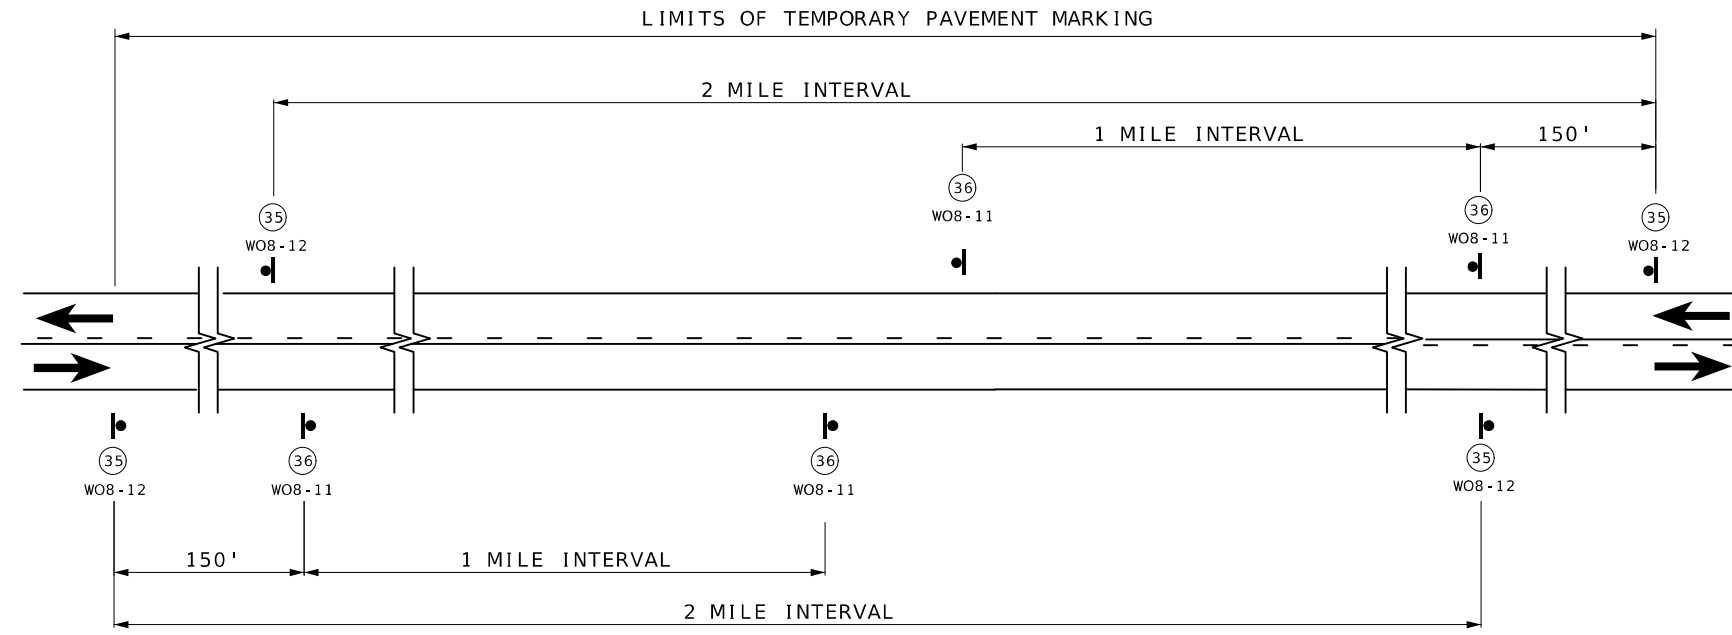 LIMITS OF TEMPORARY PAVEMENT MARKING
2 MILE INTERVAL
1 MILE INTERVAL
150'
36
WO8-11
35
WO8-12
36
WO8-11
35
WO8-12
35
WO8-12
36
WO8-11
36
WO8-11
35
WO8-12
150'
1 MILE INTERVAL
2 MILE INTERVAL